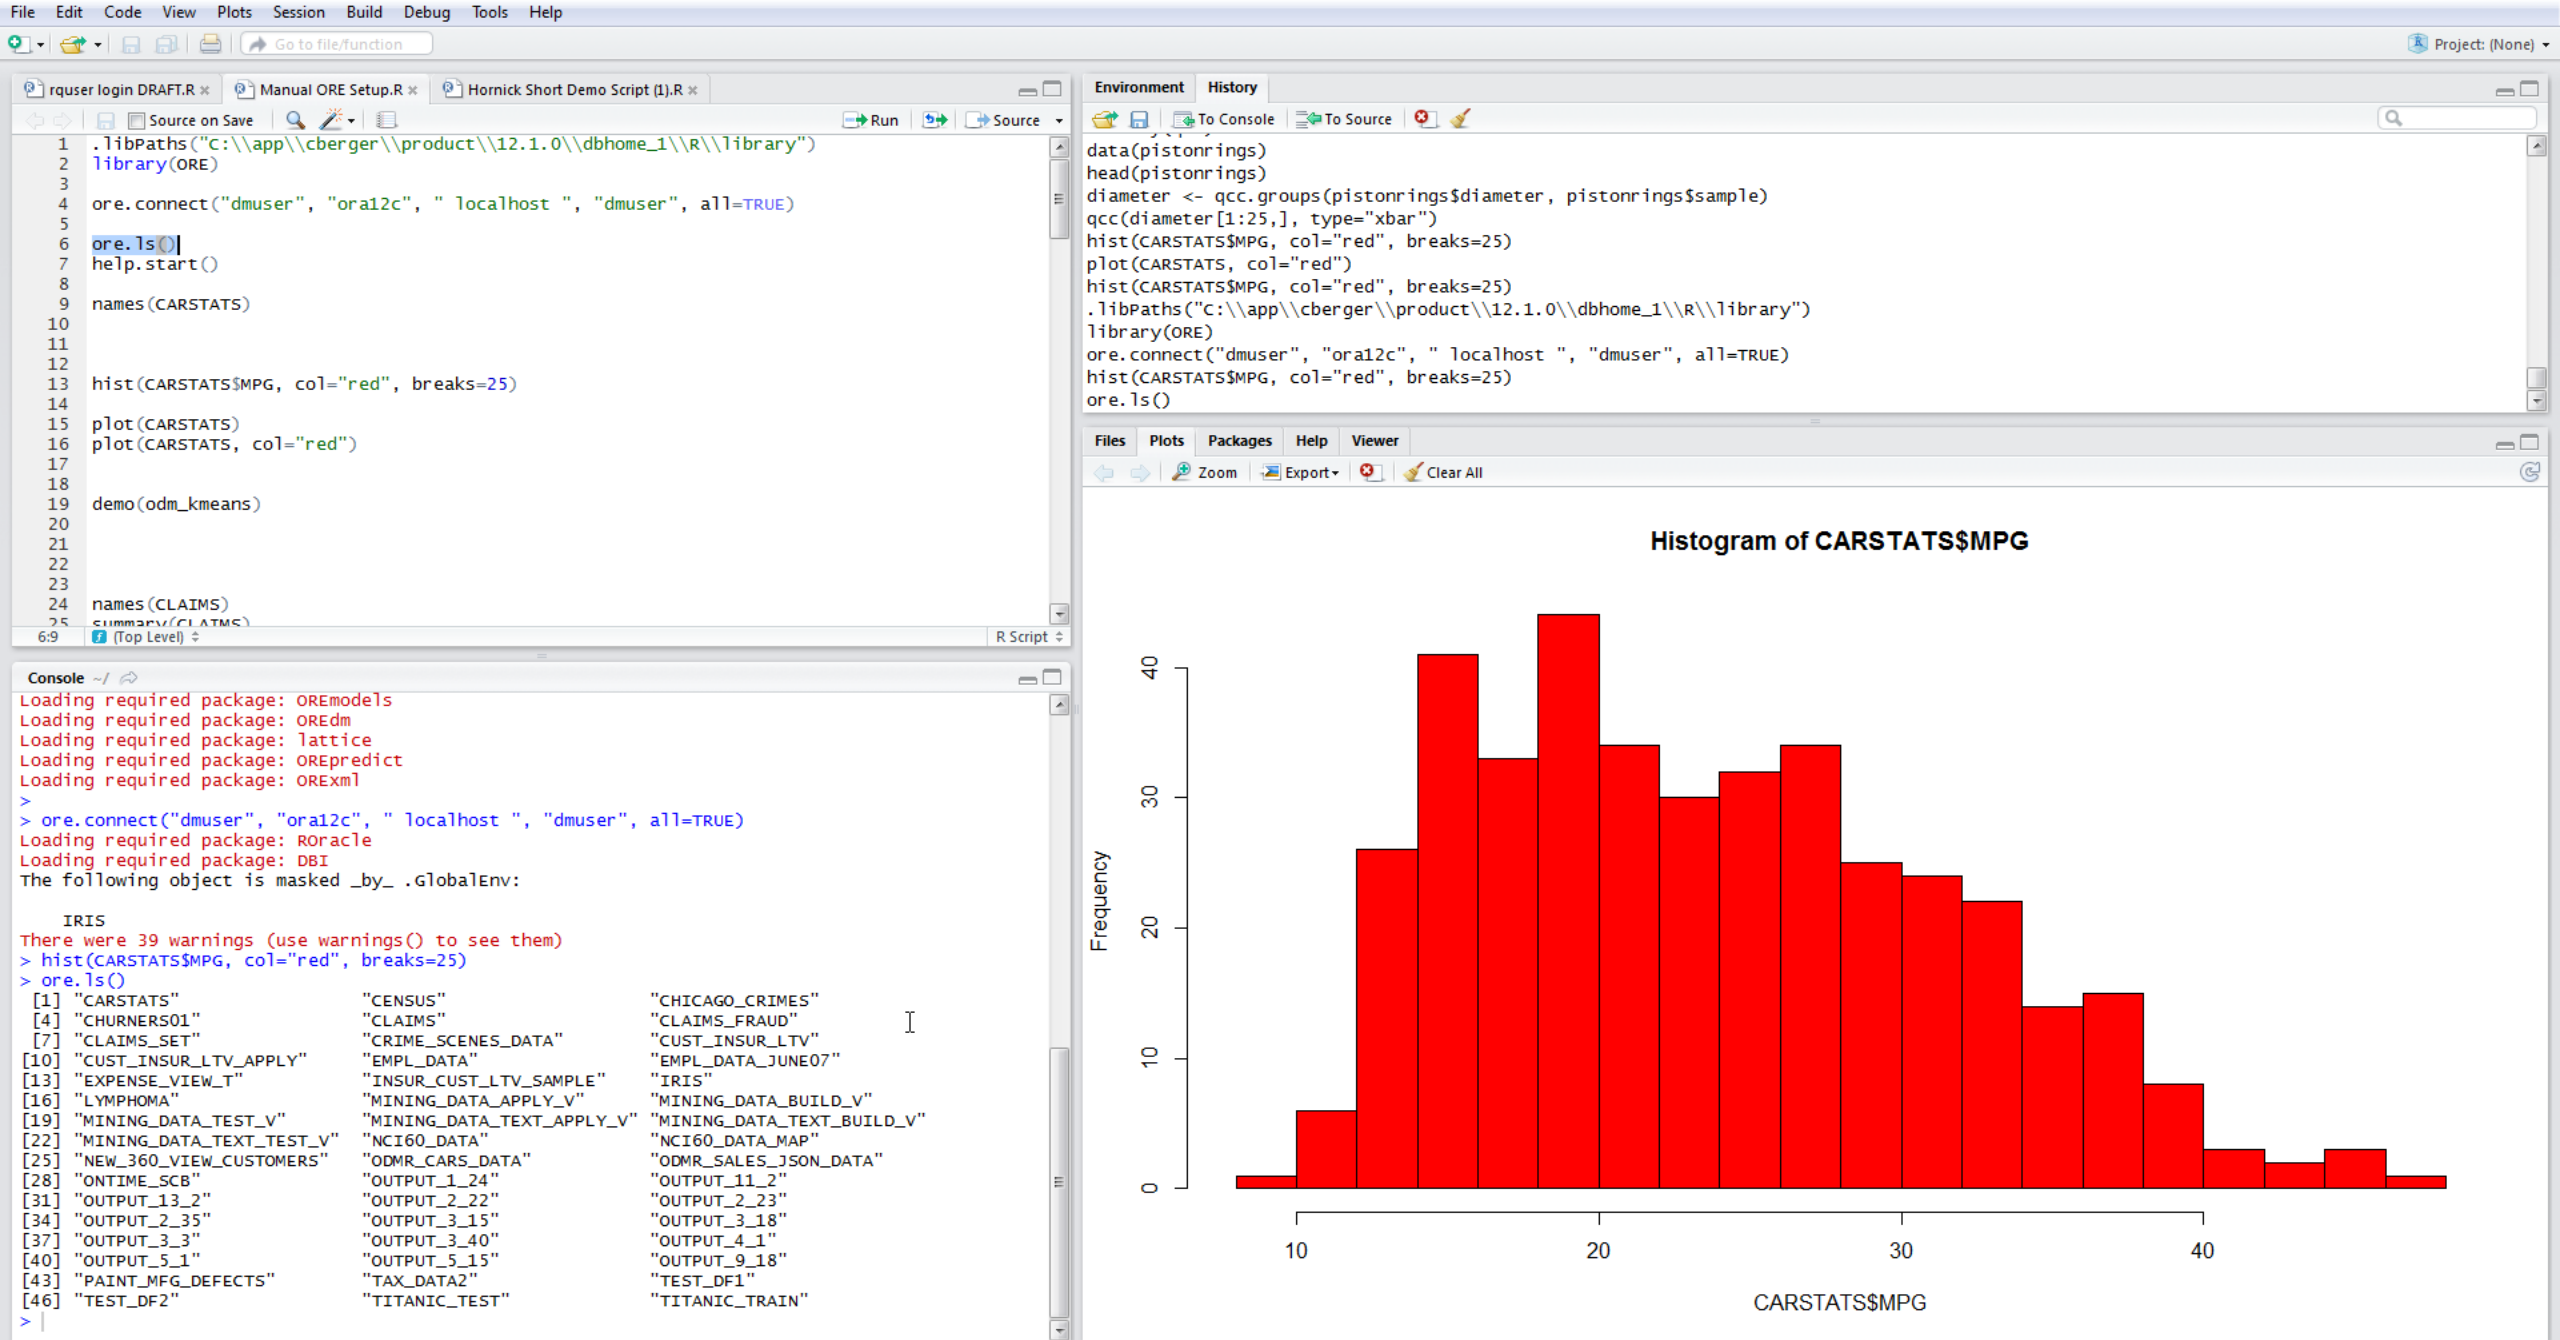 File Edit Code View Plots Session Build Debug Tools Help
Go to file/function
Project: (None)
rquser login DRAFT.R
Manual ORE Setup.R
Hornick Short Demo Script (1).R
Source on Save
Run
Source
1 .libPaths("C:\\app\\cberger\\product\\12.1.0\\dbhome_1\\R\\library")
2 library(ORE)
3
4 ore.connect("dmuser", "ora12c", " localhost ", "dmuser", all=TRUE)
5
6 ore.ls()
7 help.start()
8
9 names(CARSTATS)
10
11
12
13 hist(CARSTATS$MPG, col="red", breaks=25)
14
15 plot(CARSTATS)
16 plot(CARSTATS, col="red")
17
18
19 demo(odm_kmeans)
20
21
22
23
24 names(CLAIMS)
25 summary(CLAIMS)
6:9 (Top Level) R Script
Console ~/
Loading required package: OREmodels
Loading required package: OREdm
Loading required package: lattice
Loading required package: OREpredict
Loading required package: ORExml
>
> ore.connect("dmuser", "ora12c", " localhost ", "dmuser", all=TRUE)
Loading required package: ROracle
Loading required package: DBI
The following object is masked _by_ .GlobalEnv:
IRIS
There were 39 warnings (use warnings() to see them)
> hist(CARSTATS$MPG, col="red", breaks=25)
> ore.ls()
[1] "CARSTATS" "CENSUS" "CHICAGO_CRIMES"
[4] "CHURNERS01" "CLAIMS" "CLAIMS_FRAUD"
[7] "CLAIMS_SET" "CRIME_SCENES_DATA" "CUST_INSUR_LTV"
[10] "CUST_INSUR_LTV_APPLY" "EMPL_DATA" "EMPL_DATA_JUNE07"
[13] "EXPENSE_VIEW_T" "INSUR_CUST_LTV_SAMPLE" "IRIS"
[16] "LYMPHOMA" "MINING_DATA_APPLY_V" "MINING_DATA_BUILD_V"
[19] "MINING_DATA_TEST_V" "MINING_DATA_TEXT_APPLY_V" "MINING_DATA_TEXT_BUILD_V"
[22] "MINING_DATA_TEXT_TEST_V" "NCI60_DATA" "NCI60_DATA_MAP"
[25] "NEW_360_VIEW_CUSTOMERS" "ODMR_CARS_DATA" "ODMR_SALES_JSON_DATA"
[28] "ONTIME_SCB" "OUTPUT_1_24" "OUTPUT_11_2"
[31] "OUTPUT_13_2" "OUTPUT_2_22" "OUTPUT_2_23"
[34] "OUTPUT_2_35" "OUTPUT_3_15" "OUTPUT_3_18"
[37] "OUTPUT_3_3" "OUTPUT_3_40" "OUTPUT_4_1"
[40] "OUTPUT_5_1" "OUTPUT_5_15" "OUTPUT_9_18"
[43] "PAINT_MFG_DEFECTS" "TAX_DATA2" "TEST_DF1"
[46] "TEST_DF2" "TITANIC_TEST" "TITANIC_TRAIN"
>
Environment History
To Console To Source
data(pistonrings)
head(pistonrings)
diameter <- qcc.groups(pistonrings$diameter, pistonrings$sample)
qcc(diameter[1:25,], type="xbar")
hist(CARSTATS$MPG, col="red", breaks=25)
plot(CARSTATS, col="red")
hist(CARSTATS$MPG, col="red", breaks=25)
.libPaths("C:\\app\\cberger\\product\\12.1.0\\dbhome_1\\R\\library")
library(ORE)
ore.connect("dmuser", "ora12c", " localhost ", "dmuser", all=TRUE)
hist(CARSTATS$MPG, col="red", breaks=25)
ore.ls()
Files Plots Packages Help Viewer
Zoom Export Clear All
Histogram of CARSTATS$MPG
Frequency
40
30
20
10
0
10 20 30 40
CARSTATS$MPG